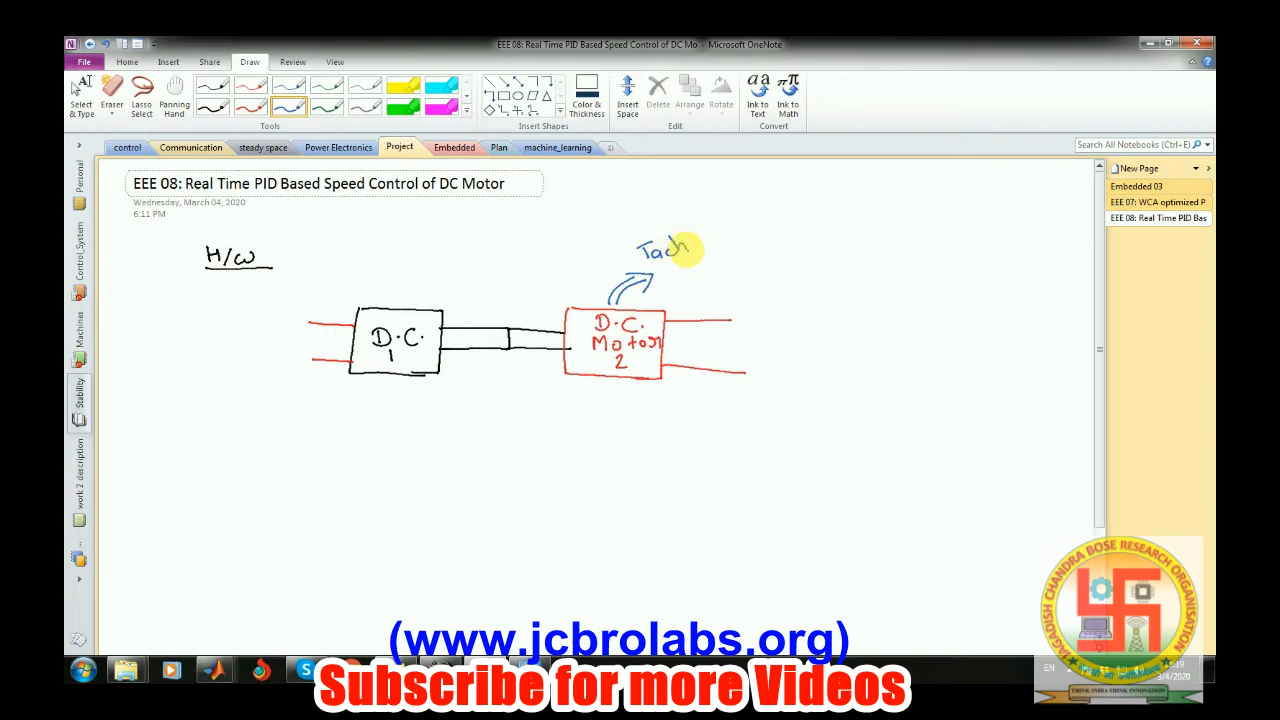 EEE 08: Real Time PID Based Speed Control of DC Mo - Microsoft OneNote
File Home Insert Share Draw Review View
Select & Type
Eraser
Lasso Select
Panning Hand
Color & Thickness
Insert Space
Delete
Arrange
Rotate
Ink to Text
Ink to Math
Tools
Insert Shapes
Edit
Convert
control Communication steady space Power Electronics Project Embedded Plan machine_learning
Search All Notebooks (Ctrl+E)
New Page
Embedded 03
EEE 07: WCA optimized P
EEE 08: Real Time PID Bas
Personal
Control_System
Machines
Stability
work 2 description
EEE 08: Real Time PID Based Speed Control of DC Motor
Wednesday, March 04, 2020
6:11 PM
H/W
Tach
D.C.
1
D.C.
Motor
2
JAGADISH CHANDRA BOSE RESEARCH ORGANISATION
THINK INDIA THINK INNOVATION
(www.jcbrolabs.org)
Subscribe for more Videos
EN
3/4/2020